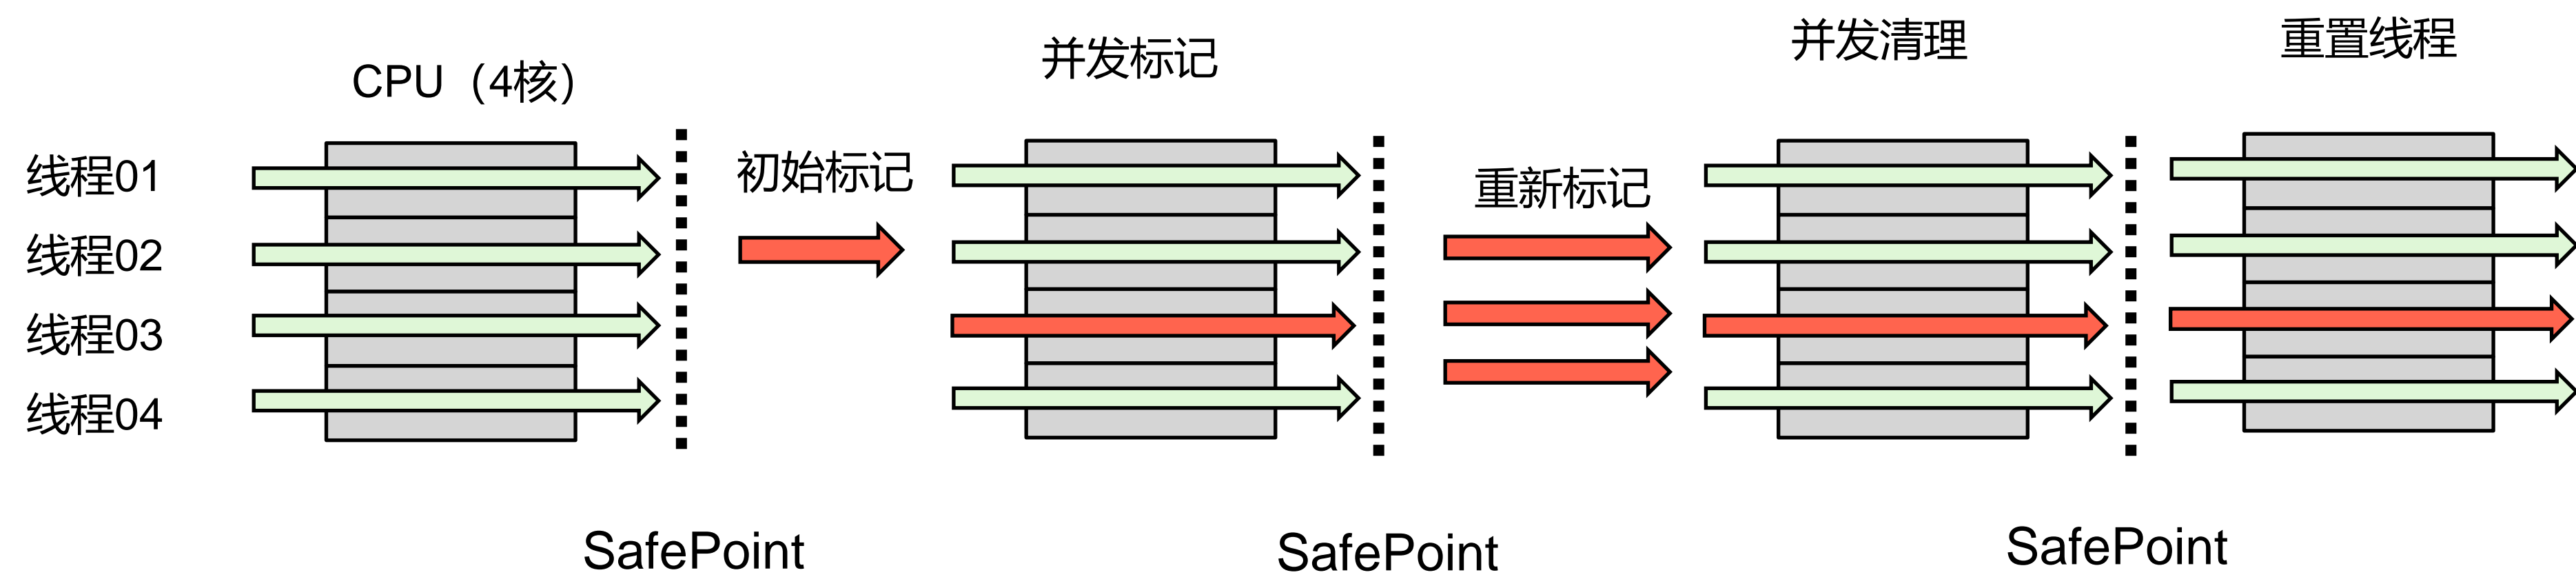 CPU（4核）
并发标记
并发清理
重置线程
线程01
初始标记
重新标记
线程02
线程03
线程04
SafePoint
SafePoint
SafePoint